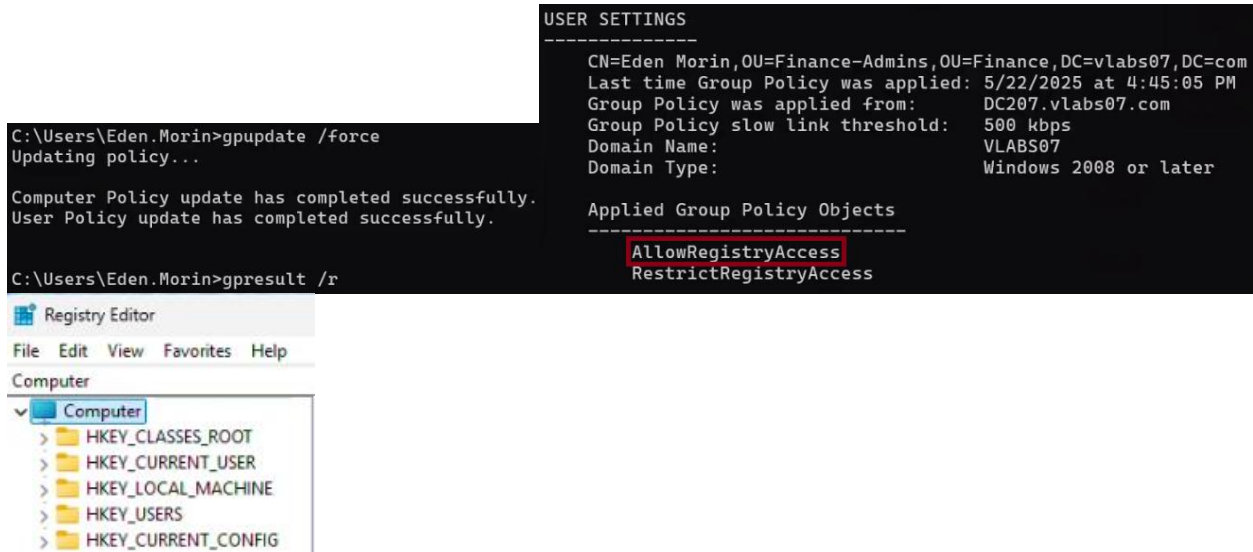 C:\Users\Eden.Morin>gpupdate /force
Updating policy...
Computer Policy update has completed successfully.
User Policy update has completed successfully.
C:\Users\Eden.Morin>gpresult /r
USER SETTINGS
--------------
CN=Eden Morin,OU=Finance-Admins,OU=Finance,DC=vlabs07,DC=com
Last time Group Policy was applied: 5/22/2025 at 4:45:05 PM
Group Policy was applied from: DC207.vlabs07.com
Group Policy slow link threshold: 500 kbps
Domain Name: VLABS07
Domain Type: Windows 2008 or later
Applied Group Policy Objects
-----------------------------
AllowRegistryAccess
RestrictRegistryAccess
Registry Editor
File Edit View Favorites Help
Computer
Computer
HKEY_CLASSES_ROOT
HKEY_CURRENT_USER
HKEY_LOCAL_MACHINE
HKEY_USERS
HKEY_CURRENT_CONFIG